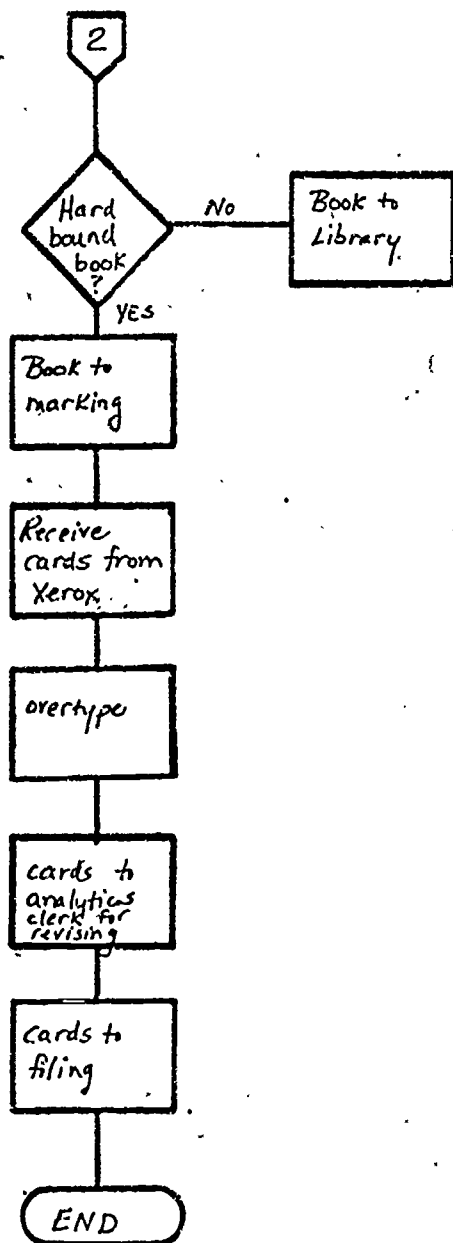 2
Hard
bound
book
?
No
Book to
Library
YES
Book to
marking
Receive
cards from
Xerox
overtype
cards to
analytics
clerk for
revising
cards to
filing
END